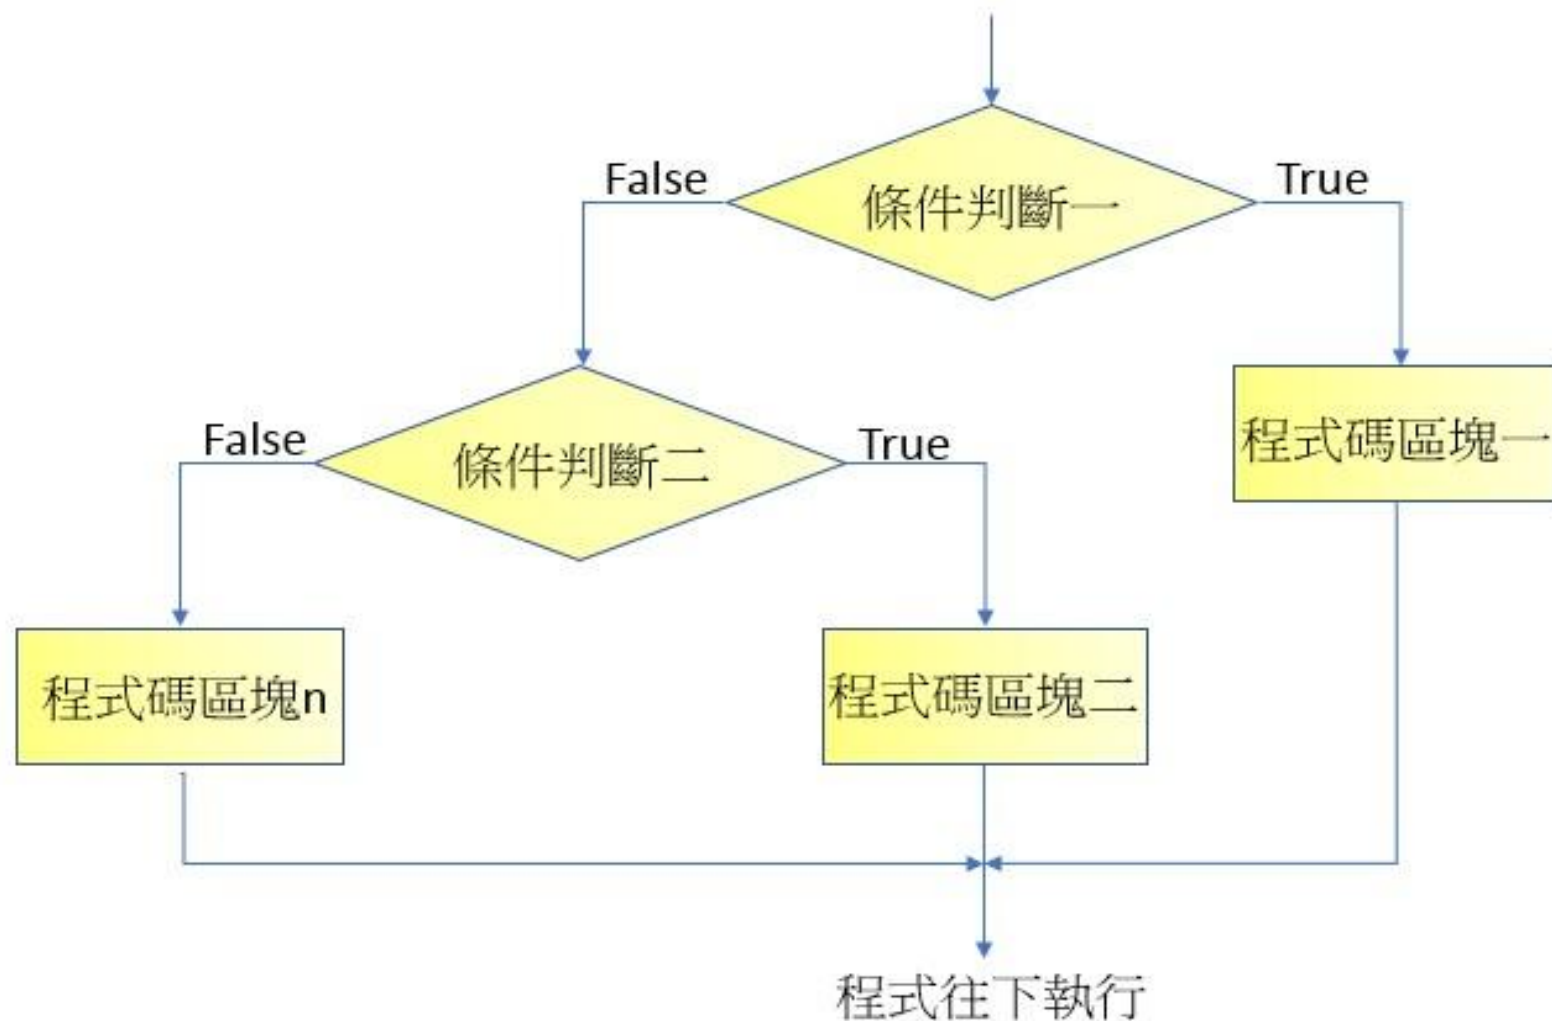 False
True
條件判斷一
False
True
條件判斷二
程式碼區塊一
程式碼區塊n
程式碼區塊二
程式往下執行